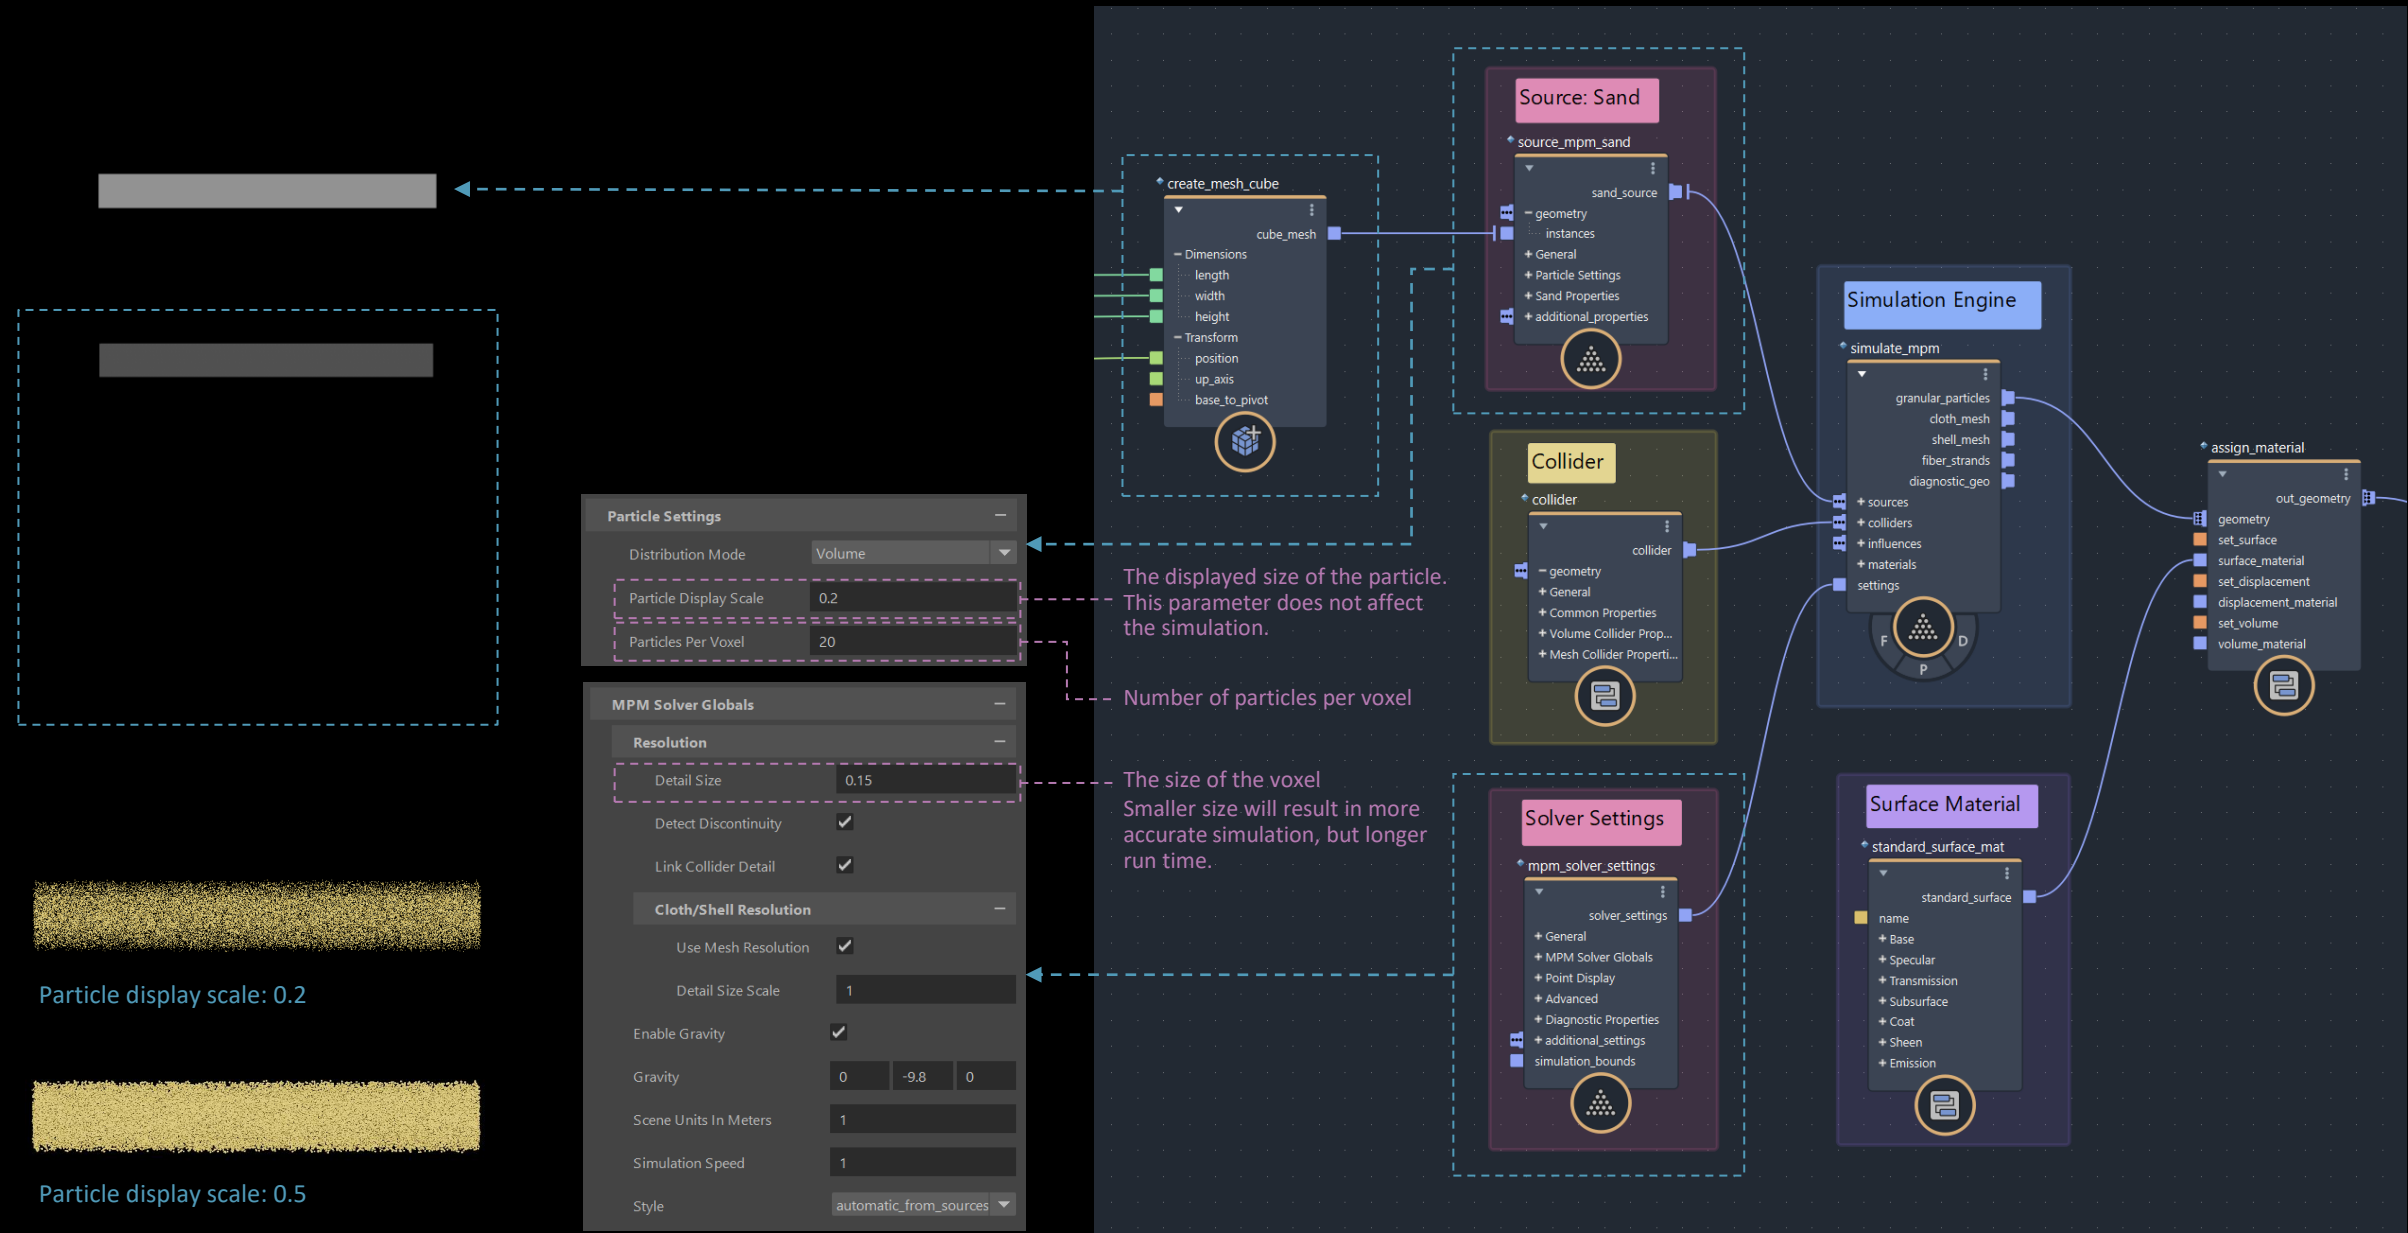 Particle display scale: 0.2
Particle display scale: 0.5
Particle Settings
Distribution Mode
Volume
Particle Display Scale
0.2
Particles Per Voxel
20
MPM Solver Globals
Resolution
Detail Size
0.15
Detect Discontinuity
Link Collider Detail
Cloth/Shell Resolution
Use Mesh Resolution
Detail Size Scale
1
Enable Gravity
Gravity
0
-9.8
0
Scene Units In Meters
1
Simulation Speed
1
Style
automatic_from_sources
The displayed size of the particle.
This parameter does not affect
the simulation.
Number of particles per voxel
The size of the voxel
Smaller size will result in more
accurate simulation, but longer
run time.
create_mesh_cube
cube_mesh
Dimensions
length
width
height
Transform
position
up_axis
base_to_pivot
Source: Sand
source_mpm_sand
sand_source
geometry
instances
General
Particle Settings
Sand Properties
additional_properties
Collider
collider
collider
geometry
General
Common Properties
Volume Collider Prop...
Mesh Collider Properti...
Solver Settings
mpm_solver_settings
solver_settings
General
MPM Solver Globals
Point Display
Advanced
Diagnostic Properties
additional_settings
simulation_bounds
Simulation Engine
simulate_mpm
granular_particles
cloth_mesh
shell_mesh
fiber_strands
diagnostic_geo
sources
colliders
influences
materials
settings
F
P
D
Surface Material
standard_surface_mat
standard_surface
name
Base
Specular
Transmission
Subsurface
Coat
Sheen
Emission
assign_material
out_geometry
geometry
set_surface
surface_material
set_displacement
displacement_material
set_volume
volume_material